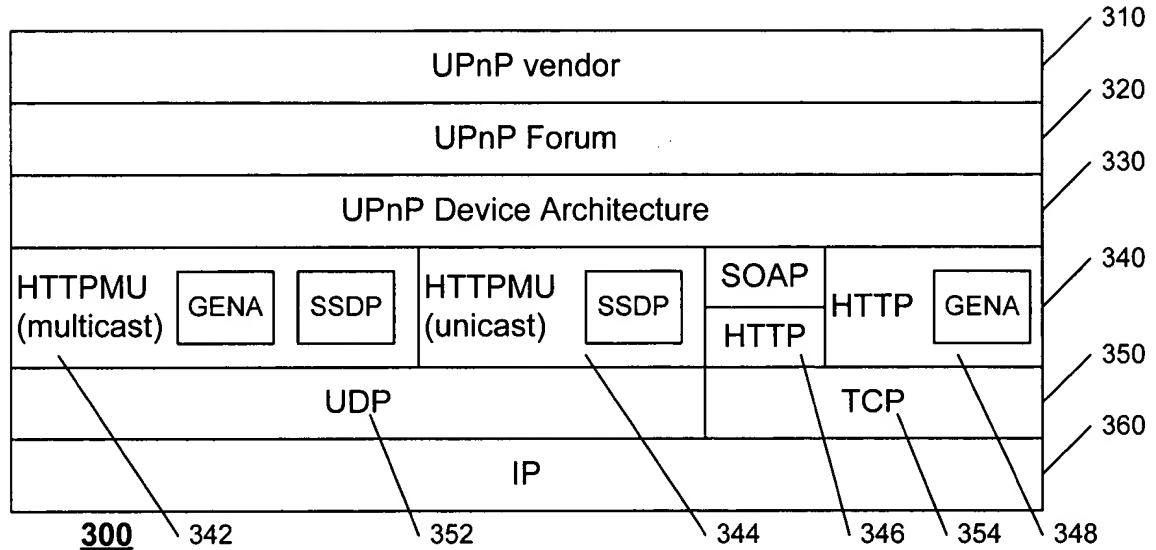 310
UPnP vendor
320
UPnP Forum
330
UPnP Device Architecture
340
HTTPMU
(multicast)
GENA
SSDP
HTTPMU
(unicast)
SSDP
SOAP
HTTP
HTTP
GENA
350
UDP
TCP
360
IP
300
342
352
344
346
354
348